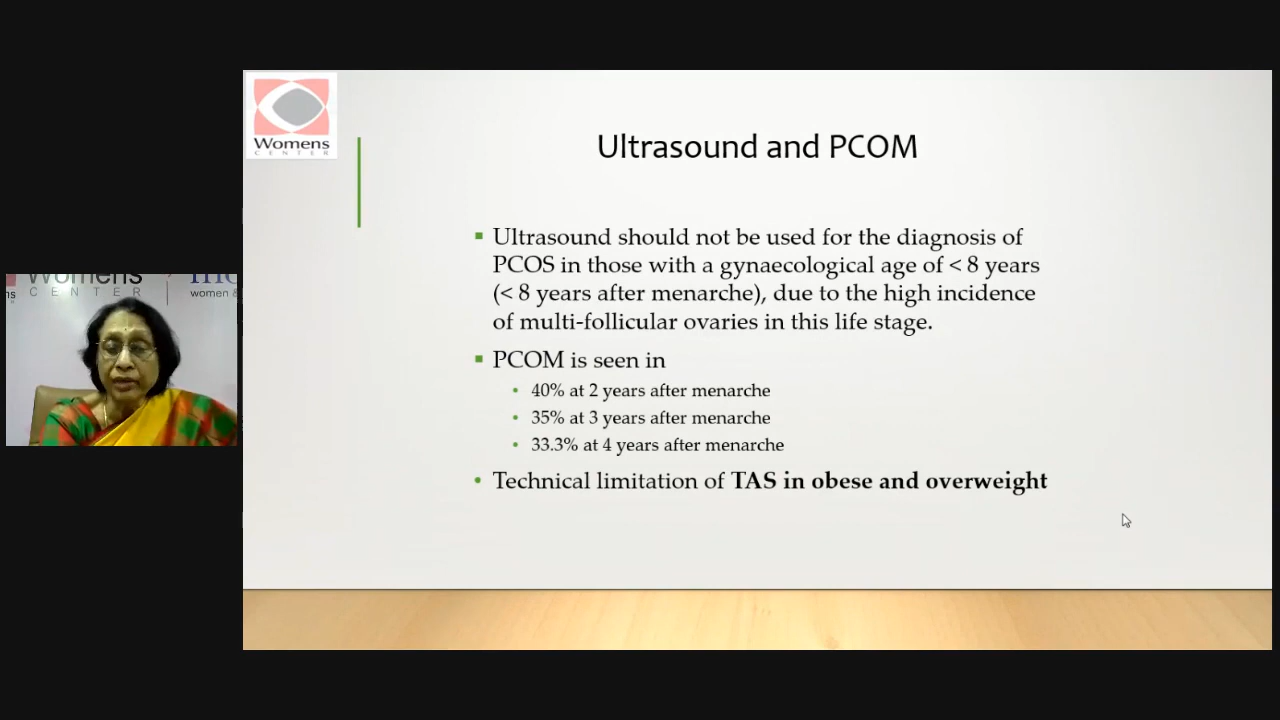 Womens
CENTER
Ultrasound and PCOM
Ultrasound should not be used for the diagnosis of
PCOS in those with a gynaecological age of < 8 years
(< 8 years after menarche), due to the high incidence
of multi-follicular ovaries in this life stage.
PCOM is seen in
40% at 2 years after menarche
35% at 3 years after menarche
33.3% at 4 years after menarche
Technical limitation of TAS in obese and overweight
Womens
CENTER
women &